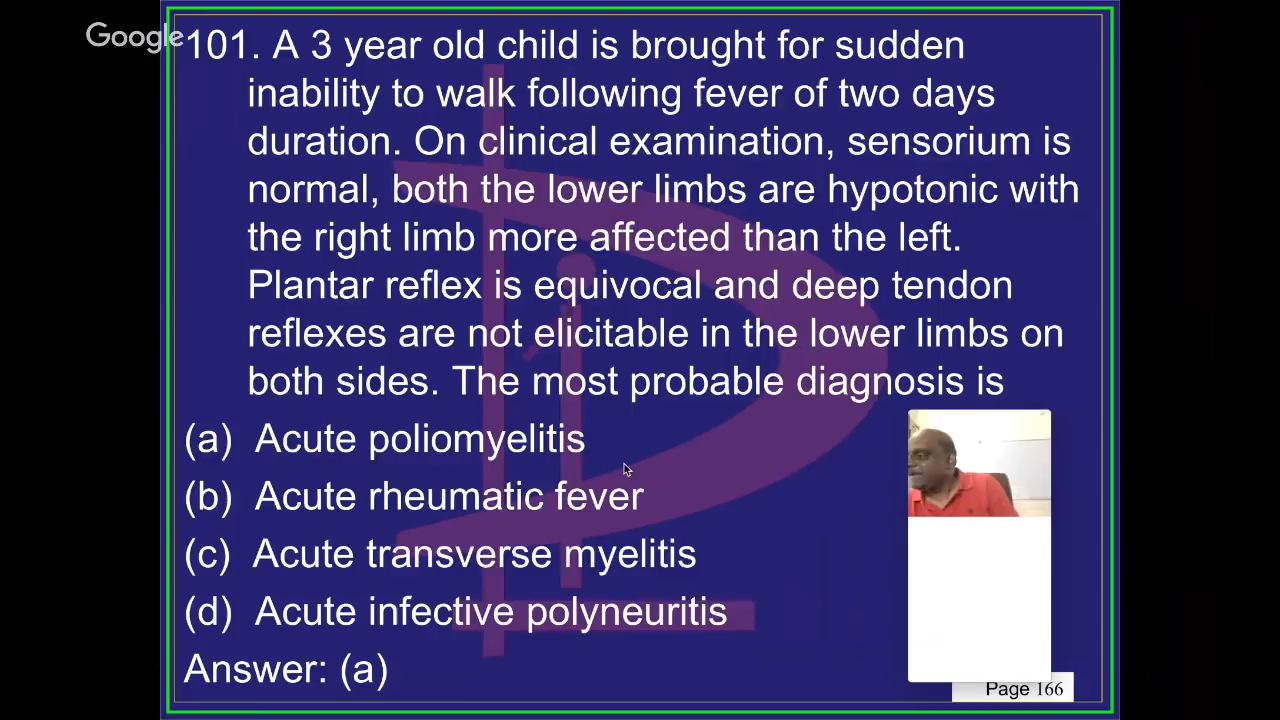 Google
101. A 3 year old child is brought for sudden
inability to walk following fever of two days
duration. On clinical examination, sensorium is
normal, both the lower limbs are hypotonic with
the right limb more affected than the left.
Plantar reflex is equivocal and deep tendon
reflexes are not elicitable in the lower limbs on
both sides. The most probable diagnosis is
(a) Acute poliomyelitis
(b) Acute rheumatic fever
(c) Acute transverse myelitis
(d) Acute infective polyneuritis
Answer: (a)
Page 166